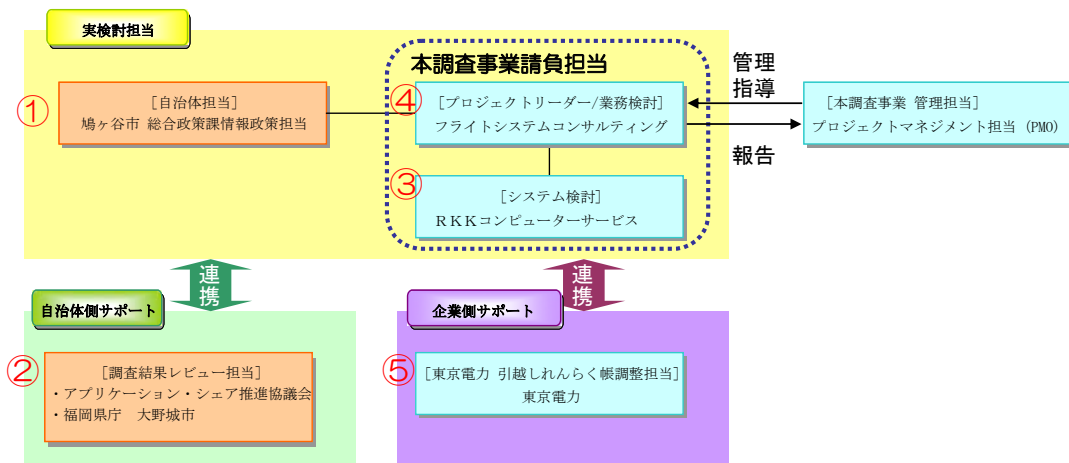 実検討担当
本調査事業請負担当
①
[自治体担当]
鳩ヶ谷市 総合政策課情報政策担当
④
[プロジェクトリーダー/業務検討]
フライトシステムコンサルティング
管理
指導
報告
[本調査事業 管理担当]
プロジェクトマネジメント担当 (PMO)
③
[システム検討]
RKKコンピューターサービス
連携
連携
自治体側サポート
②
[調査結果レビュー担当]
・アプリケーション・シェア推進協議会
・福岡県庁 大野城市
企業側サポート
⑤
[東京電力 引越しれんらく帳調整担当]
東京電力